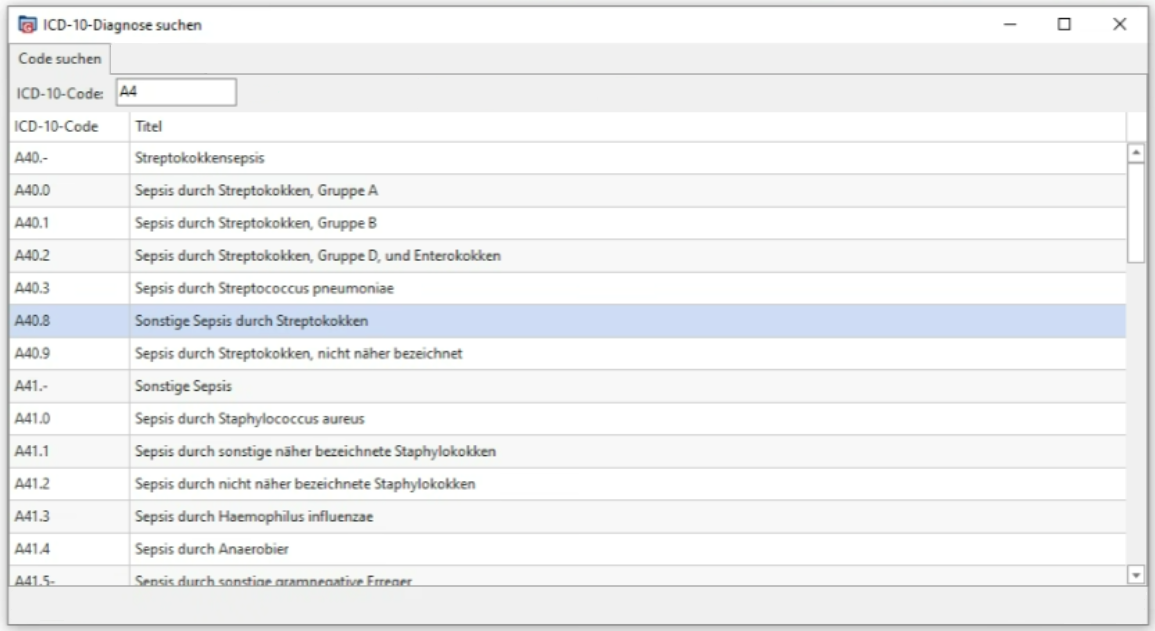 ICD-10-Diagnose suchen
Code suchen
ICD-10-Code: A4
ICD-10-Code Titel
A40.- Streptokokkensepsis
A40.0 Sepsis durch Streptokokken, Gruppe A
A40.1 Sepsis durch Streptokokken, Gruppe B
A40.2 Sepsis durch Streptokokken, Gruppe D, und Enterokokken
A40.3 Sepsis durch Streptococcus pneumoniae
A40.8 Sonstige Sepsis durch Streptokokken
A40.9 Sepsis durch Streptokokken, nicht näher bezeichnet
A41.- Sonstige Sepsis
A41.0 Sepsis durch Staphylococcus aureus
A41.1 Sepsis durch sonstige näher bezeichnete Staphylokokken
A41.2 Sepsis durch nicht näher bezeichnete Staphylokokken
A41.3 Sepsis durch Haemophilus influenzae
A41.4 Sepsis durch Anaerobier
A41.5- Sepsis durch sonstige gramnegative Erreger